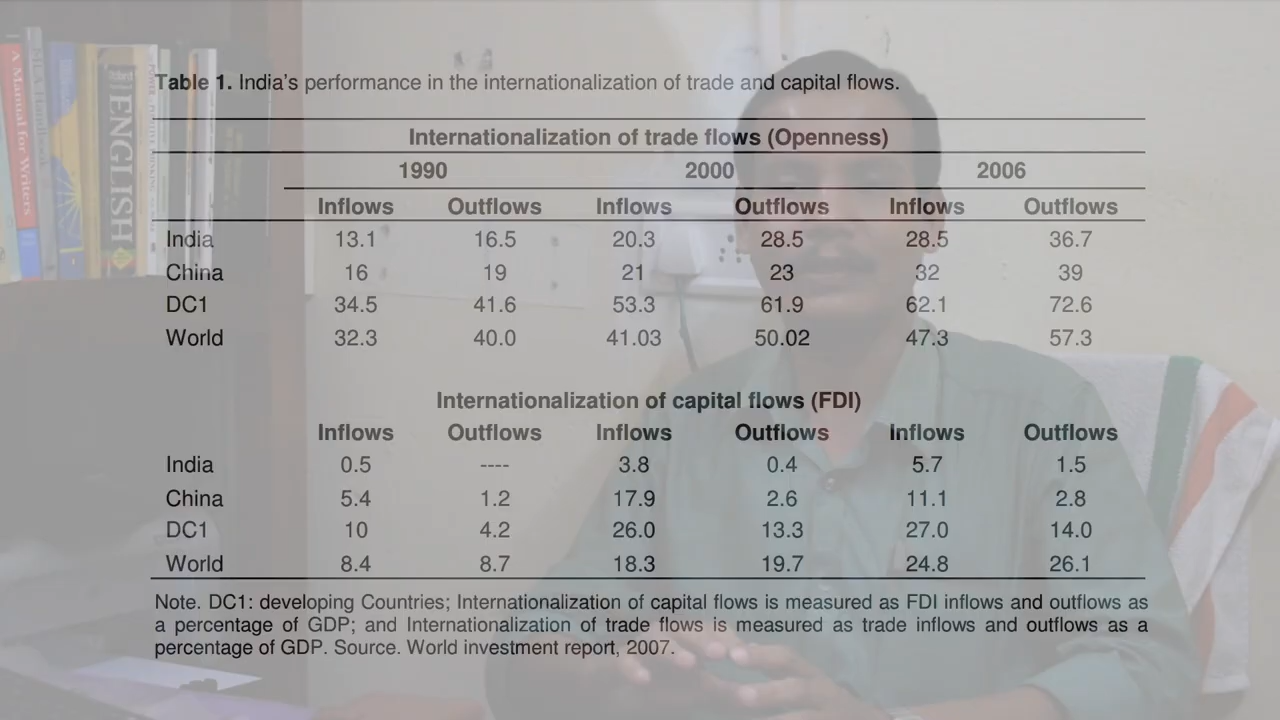 A Manual for Writers
MLA Handbook
Oxford
ENGLISH
Table 1. India's performance in the internationalization of trade and capital flows.
Internationalization of trade flows (Openness)
1990 2000 2006
Inflows Outflows Inflows Outflows Inflows Outflows
India 13.1 16.5 20.3 28.5 28.5 36.7
China 16 19 21 23 32 39
DC1 34.5 41.6 53.3 61.9 62.1 72.6
World 32.3 40.0 41.03 50.02 47.3 57.3
Internationalization of capital flows (FDI)
Inflows Outflows Inflows Outflows Inflows Outflows
India 0.5 ---- 3.8 0.4 5.7 1.5
China 5.4 1.2 17.9 2.6 11.1 2.8
DC1 10 4.2 26.0 13.3 27.0 14.0
World 8.4 8.7 18.3 19.7 24.8 26.1
Note. DC1: developing Countries; Internationalization of capital flows is measured as FDI inflows and outflows as
a percentage of GDP; and Internationalization of trade flows is measured as trade inflows and outflows as a
percentage of GDP. Source. World investment report, 2007.